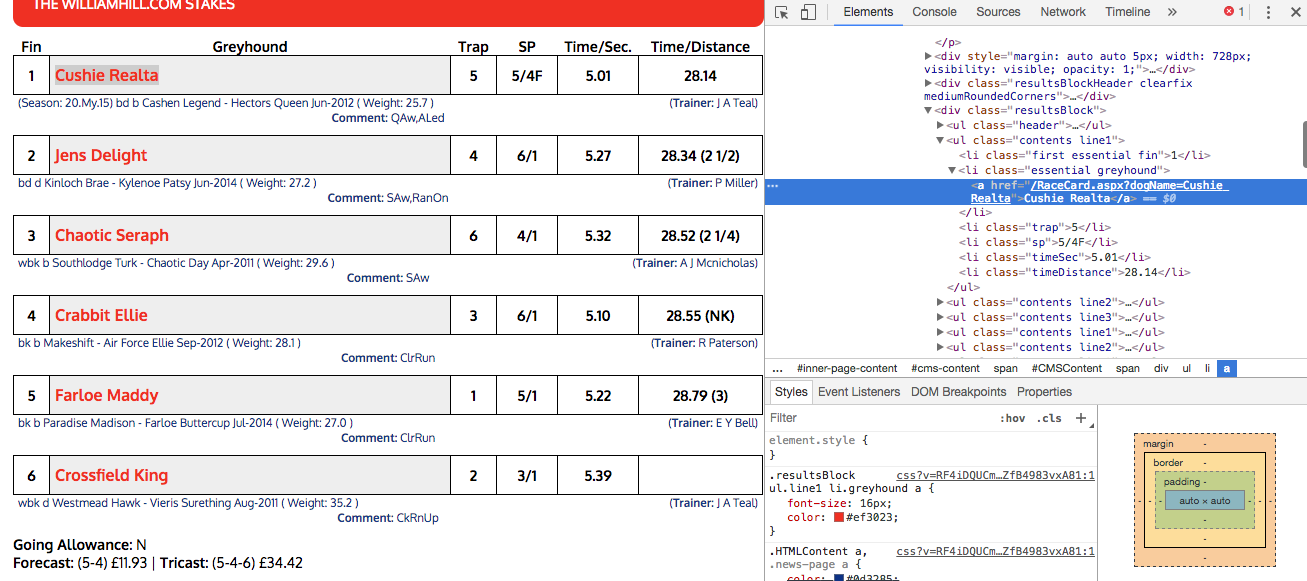 THE WILLIAMHILL.COM STAKES
Fin Greyhound Trap SP Time/Sec. Time/Distance
1 Cushie Realta 5 5/4F 5.01 28.14
(Season: 20.My.15) bd b Cashen Legend - Hectors Queen Jun-2012 ( Weight: 25.7 ) (Trainer: J A Teal)
Comment: QAw,ALed
2 Jens Delight 4 6/1 5.27 28.34 (2 1/2)
bd d Kinloch Brae - Kylenoe Patsy Jun-2014 ( Weight: 27.2 ) (Trainer: P Miller)
Comment: SAw,RanOn
3 Chaotic Seraph 6 4/1 5.32 28.52 (2 1/4)
wbk b Southlodge Turk - Chaotic Day Apr-2011 ( Weight: 29.6 ) (Trainer: A J Mcnicholas)
Comment: SAw
4 Crabbit Ellie 3 6/1 5.10 28.55 (NK)
bk b Makeshift - Air Force Ellie Sep-2012 ( Weight: 28.1 ) (Trainer: R Paterson)
Comment: ClrRun
5 Farloe Maddy 1 5/1 5.22 28.79 (3)
bk b Paradise Madison - Farloe Buttercup Jul-2014 ( Weight: 27.0 ) (Trainer: E Y Bell)
Comment: ClrRun
6 Crossfield King 2 3/1 5.39
wbk d Westmead Hawk - Vieris Surething Aug-2011 ( Weight: 35.2 ) (Trainer: J A Teal)
Comment: CkRnUp
Going Allowance: N
Forecast: (5-4) £11.93 | Tricast: (5-4-6) £34.42
Elements Console Sources Network Timeline » 1
</p>
<div style="margin: auto auto 5px; width: 728px;
visibility: visible; opacity: 1;">…</div>
<div class="resultsBlockHeader clearfix
mediumRoundedCorners">…</div>
<div class="resultsBlock">
<ul class="header">…</ul>
<ul class="contents line1">
<li class="first essential fin">1</li>
<li class="essential greyhound">
<a href="/RaceCard.aspx?dogName=Cushie
Realta">Cushie Realta</a> == $0
</li>
<li class="trap">5</li>
<li class="sp">5/4F</li>
<li class="timeSec">5.01</li>
<li class="timeDistance">28.14</li>
</ul>
<ul class="contents line2">…</ul>
<ul class="contents line3">…</ul>
<ul class="contents line1">…</ul>
<ul class="contents line2">…</ul>
... #inner-page-content #cms-content span #CMSContent span div ul li a
Styles Event Listeners DOM Breakpoints Properties
Filter :hov .cls +
element.style {
}
.resultsBlock css?v=RF4iDQUCm…ZfB4983vxA81:1
ul.line1 li.greyhound a {
font-size: 16px;
color: #ef3023;
}
.HTMLContent a, css?v=RF4iDQUCm…ZfB4983vxA81:1
.news-page a {
color: #0d3285;
margin -
border -
padding -
- - - auto × auto - - -
-
-
-